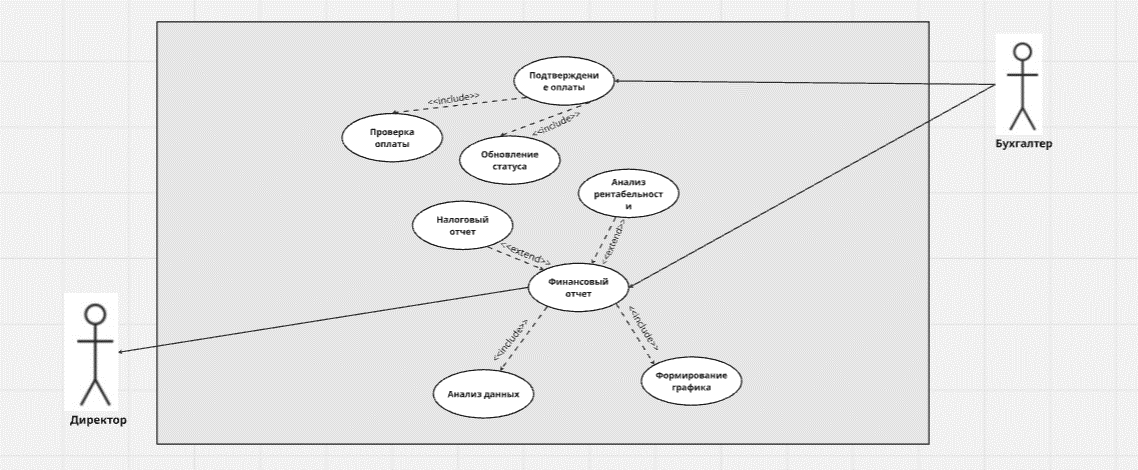 Подтверждени
е оплаты
<<include>>
Проверка
оплаты
<<include>>
Обновление
статуса
Бухгалтер
Анализ
рентабельност
и
Налоговый
отчет
<<extend>>
<<extend>>
Финансовый
отчет
<<include>>
<<include>>
Анализ данных
Формирование
графика
Директор